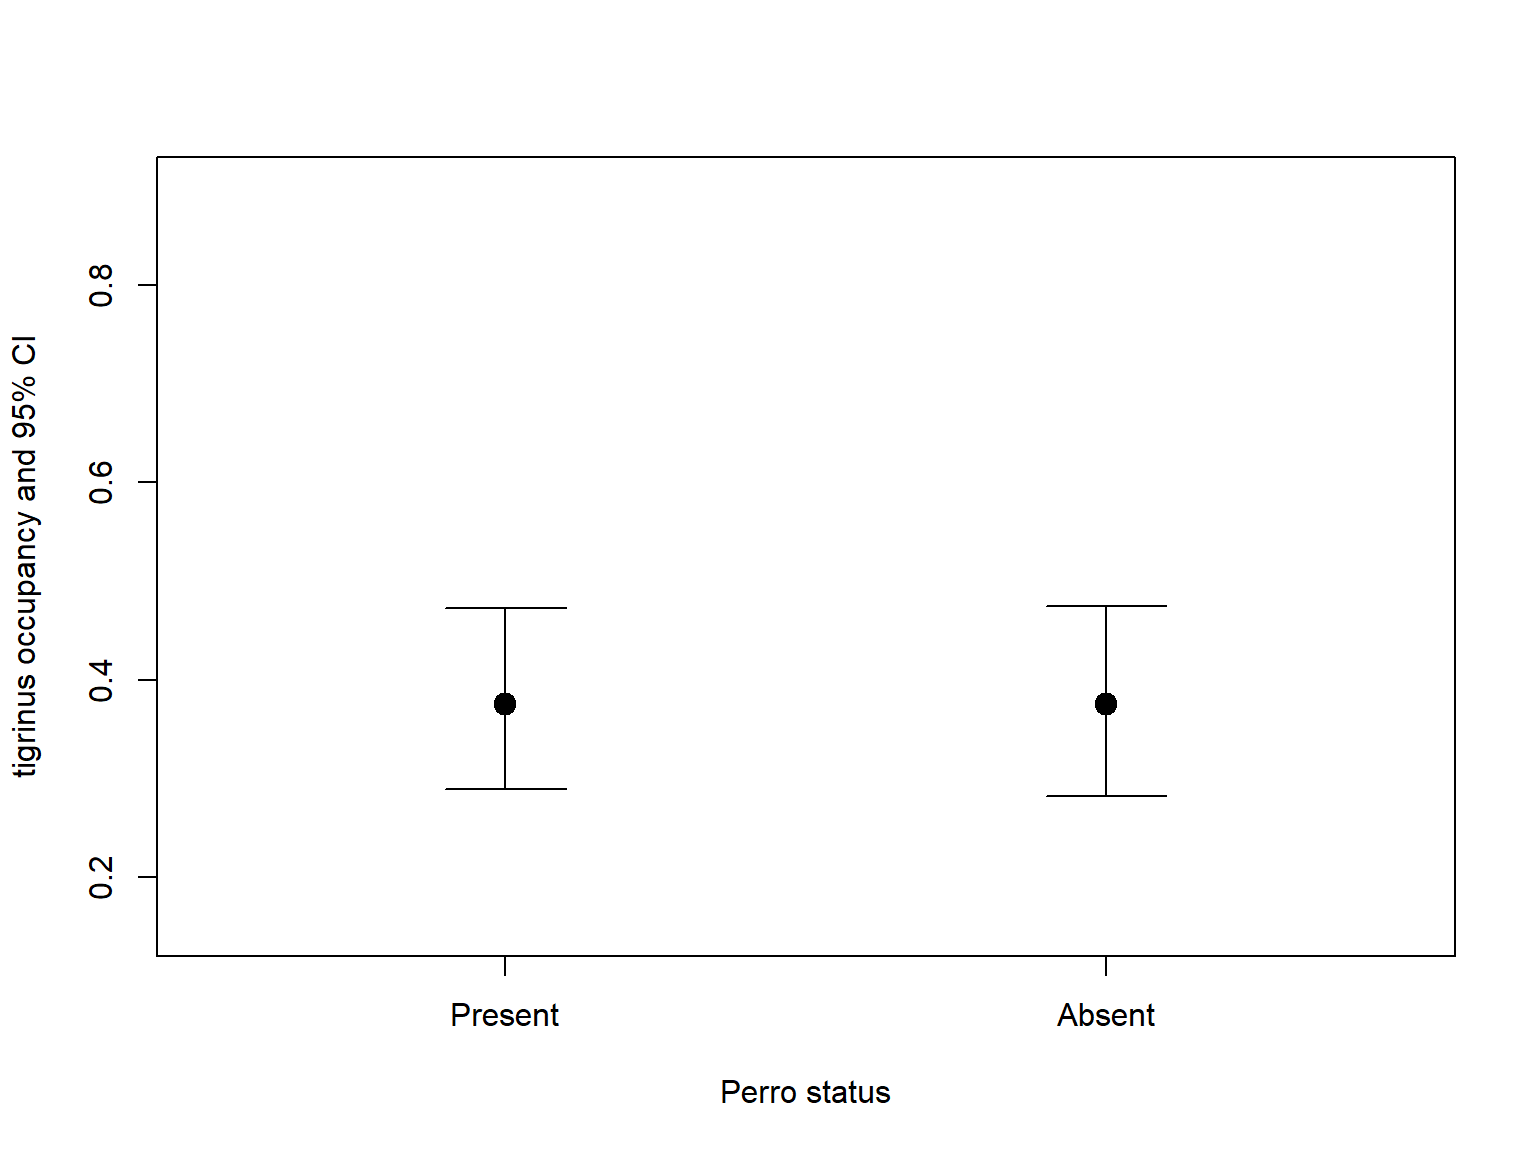 tigrinus occupancy and 95% CI
0.8
0.6
0.4
0.2
Present
Absent
Perro status